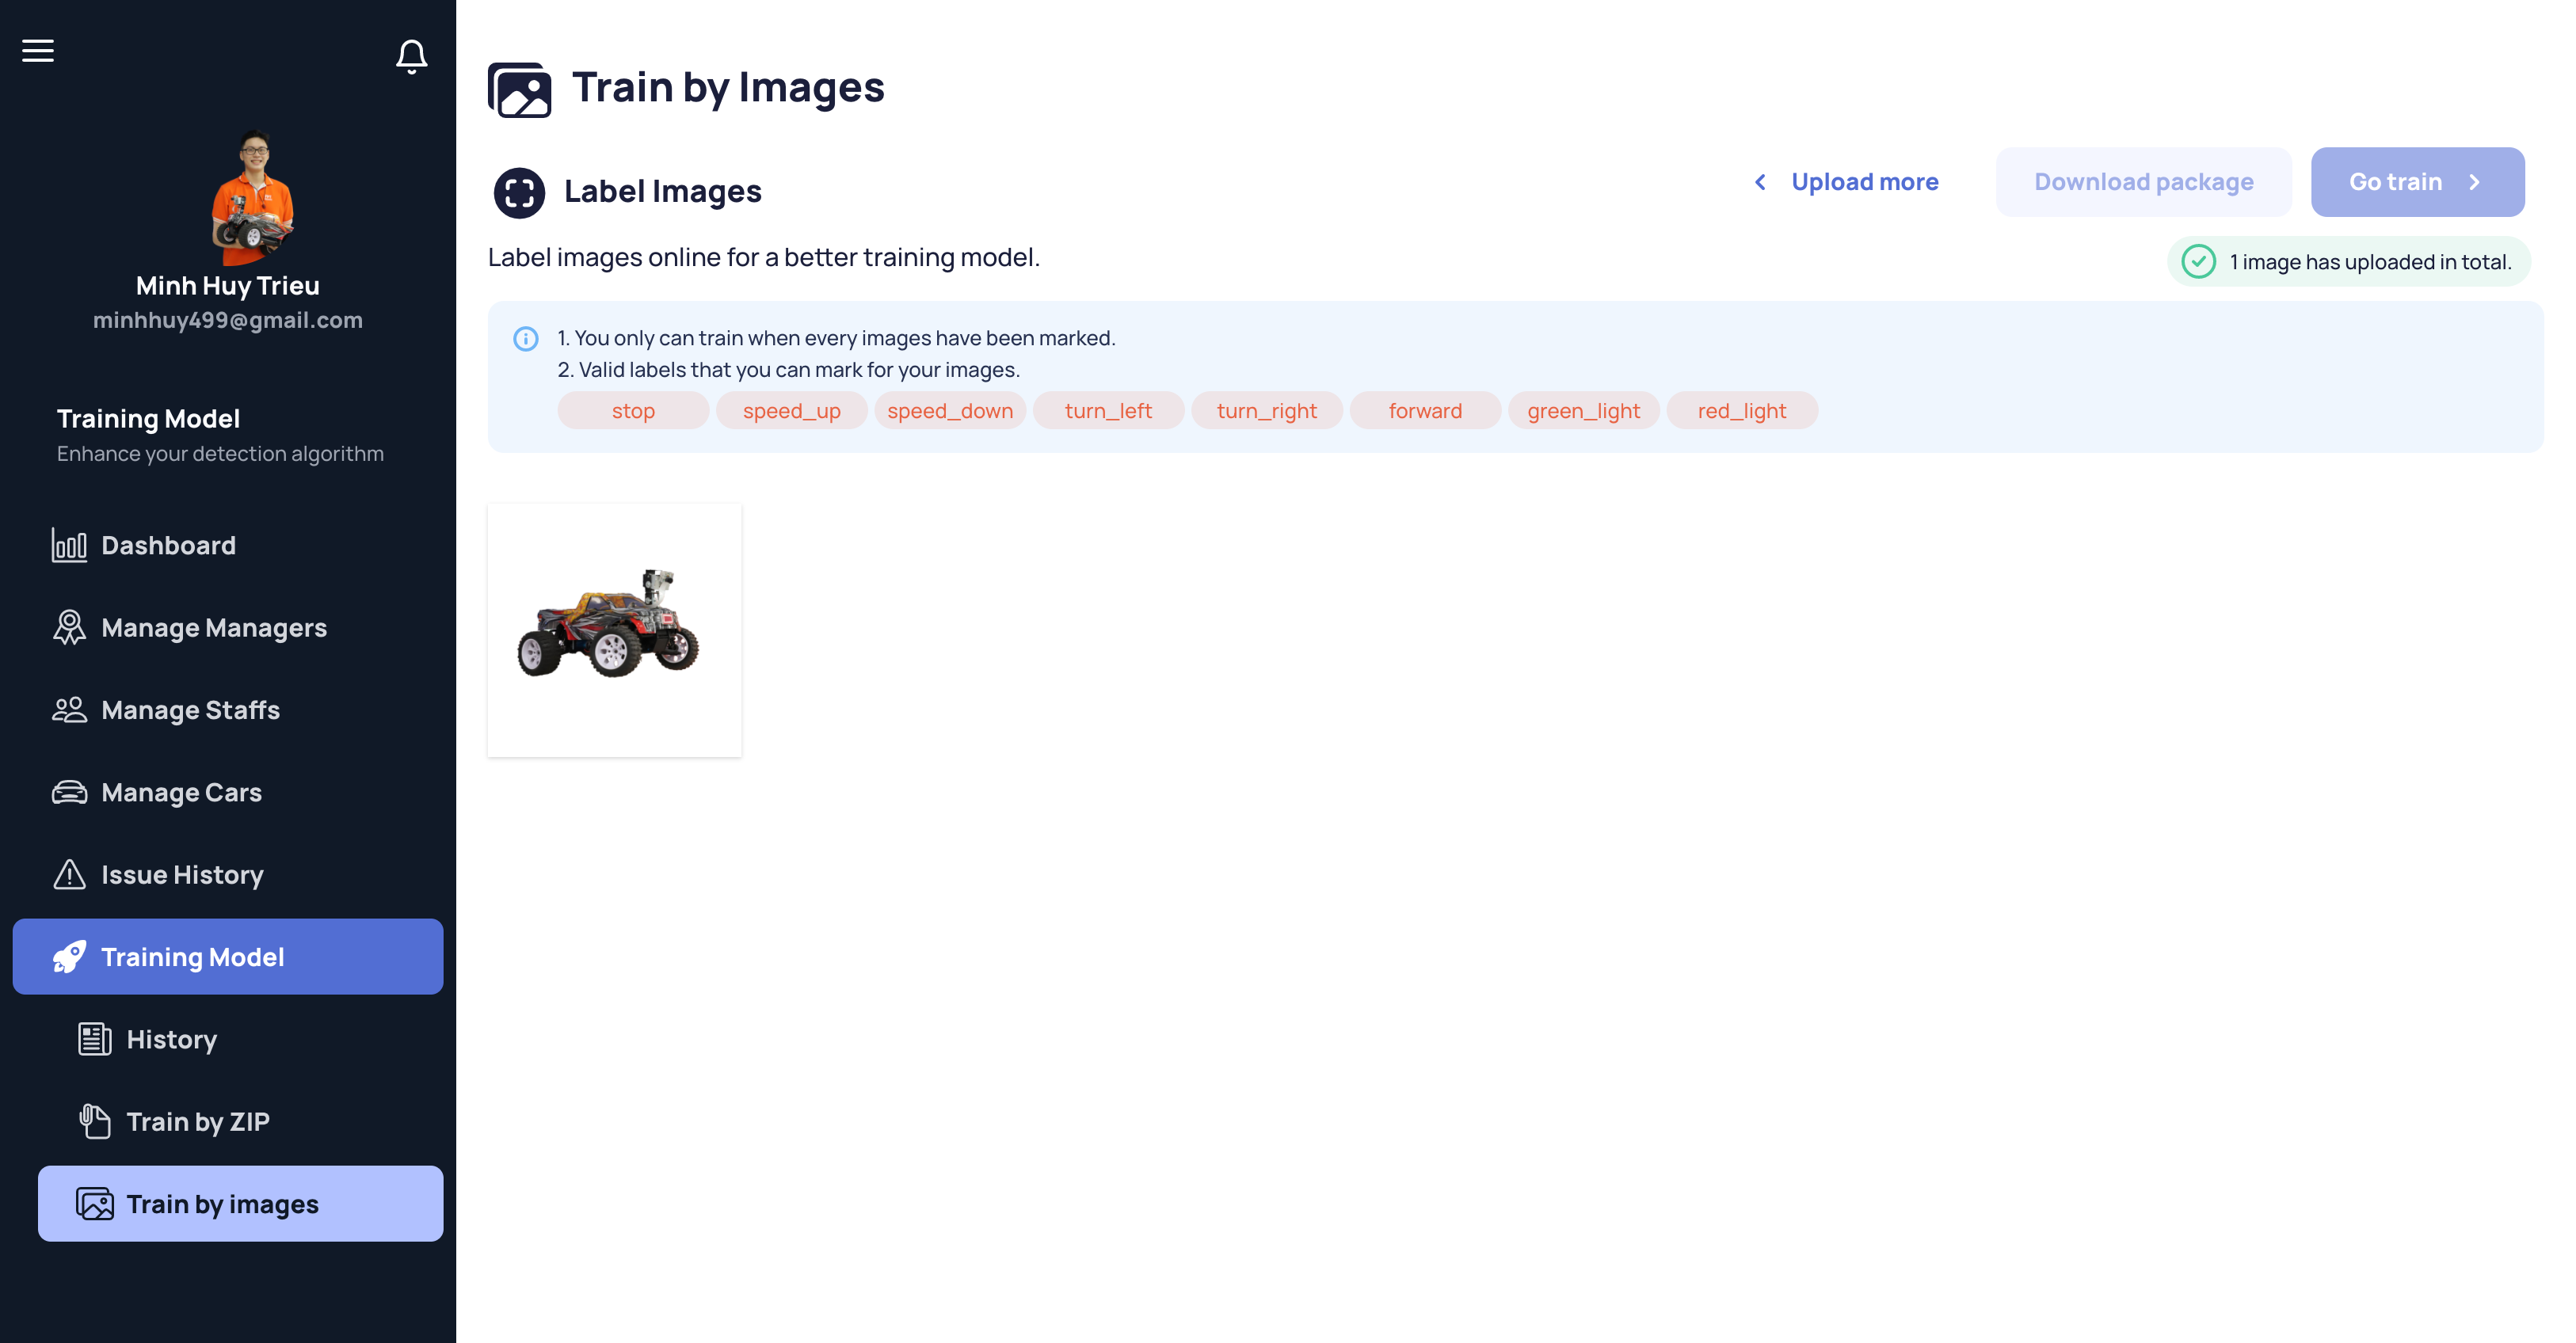 Minh Huy Trieu
minhhuy499@gmail.com
Training Model
Enhance your detection algorithm
Dashboard
Manage Managers
Manage Staffs
Manage Cars
Issue History
Training Model
History
Train by ZIP
Train by images
Train by Images
Label Images
Upload more
Download package
Go train
Label images online for a better training model.
1 image has uploaded in total.
1. You only can train when every images have been marked.
2. Valid labels that you can mark for your images.
stop speed_up speed_down turn_left turn_right forward green_light red_light